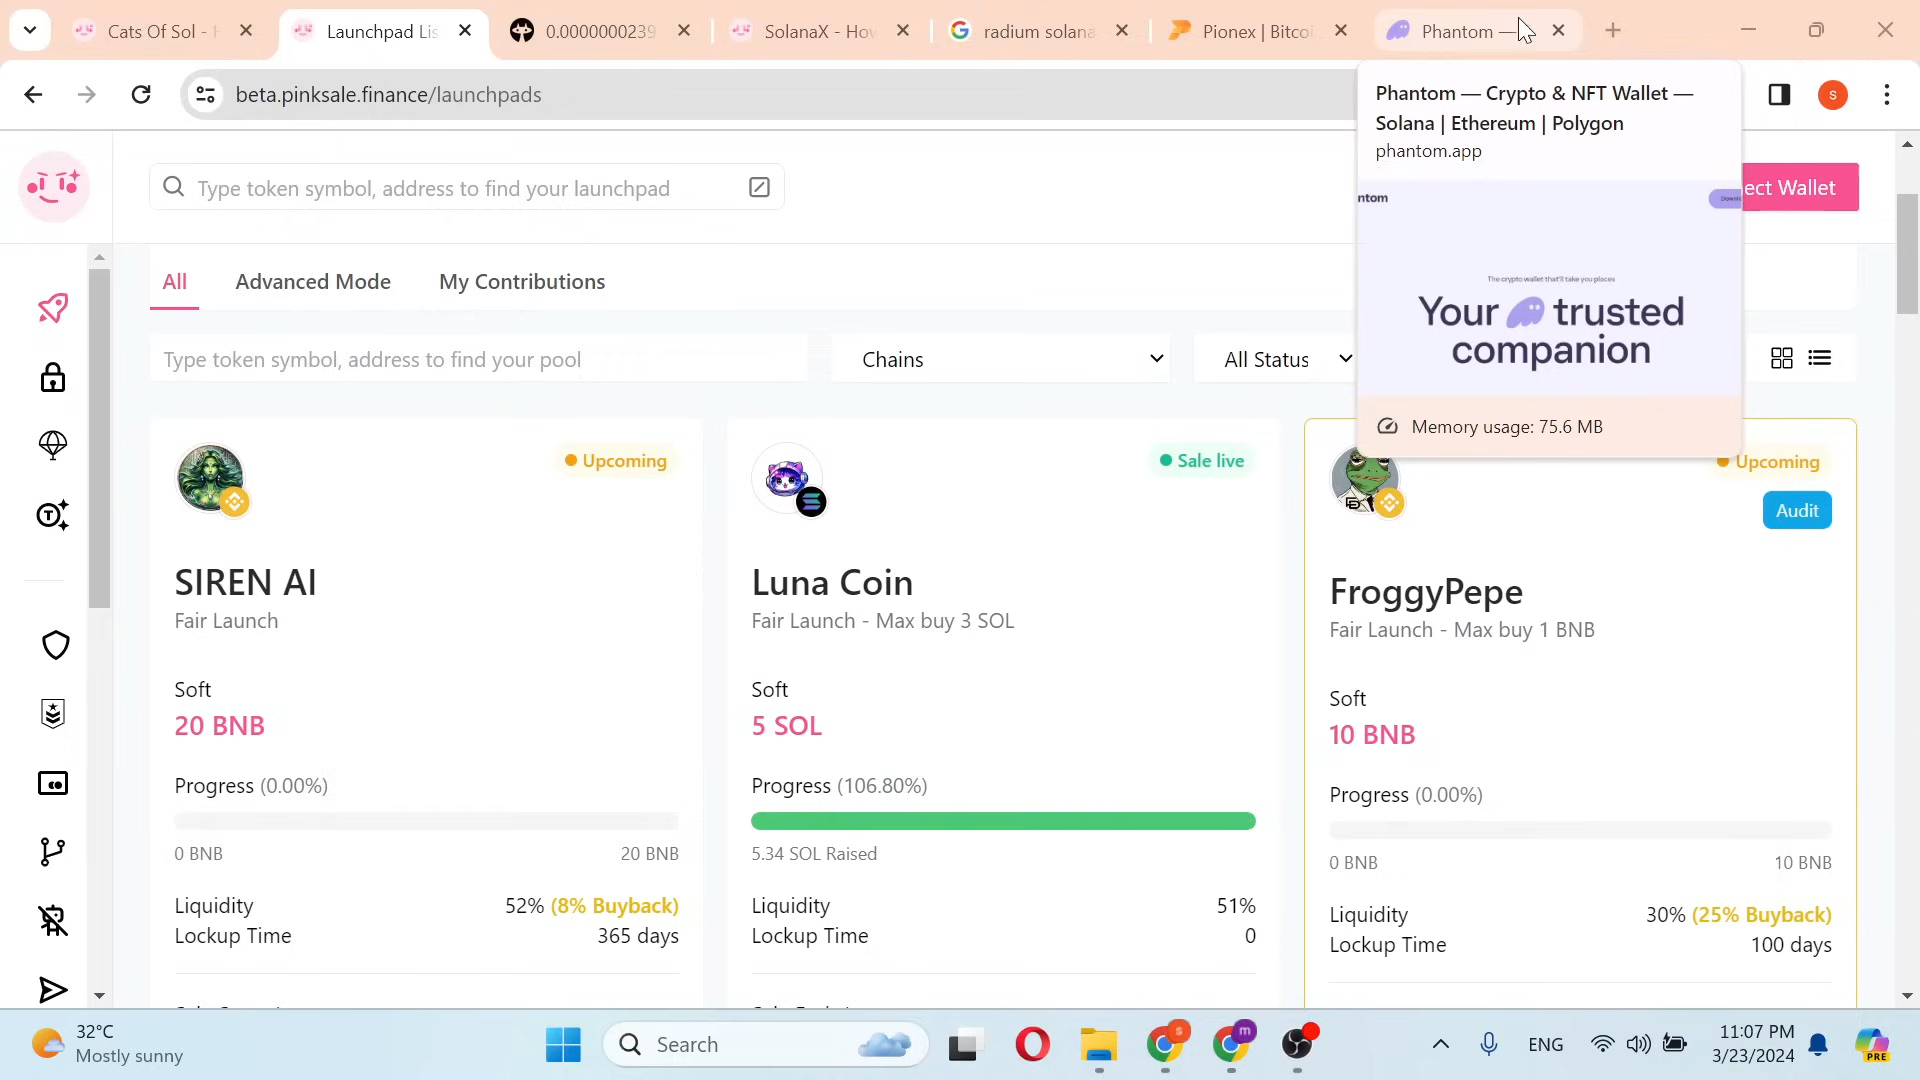 Cats Of Sol - H
Launchpad Lis
0.0000000239
SolanaX - How
radium solana
Pionex | Bitcoi
Phantom —
beta.pinksale.finance/launchpads
s
Phantom — Crypto & NFT Wallet —
Solana | Ethereum | Polygon
phantom.app
ntom
The crypto wallet that'll take you places
Your trusted
companion
Memory usage: 75.6 MB
Type token symbol, address to find your launchpad
ect Wallet
All
Advanced Mode
My Contributions
Type token symbol, address to find your pool
Chains
All Status
Upcoming
SIREN AI
Fair Launch
Soft
20 BNB
Progress (0.00%)
0 BNB
20 BNB
Liquidity
52% (8% Buyback)
Lockup Time
365 days
Sale live
Luna Coin
Fair Launch - Max buy 3 SOL
Soft
5 SOL
Progress (106.80%)
5.34 SOL Raised
Liquidity
51%
Lockup Time
0
Upcoming
Audit
FroggyPepe
Fair Launch - Max buy 1 BNB
Soft
10 BNB
Progress (0.00%)
0 BNB
10 BNB
Liquidity
30% (25% Buyback)
Lockup Time
100 days
32°C
Mostly sunny
Search
s
m
ENG
11:07 PM
3/23/2024
PRE